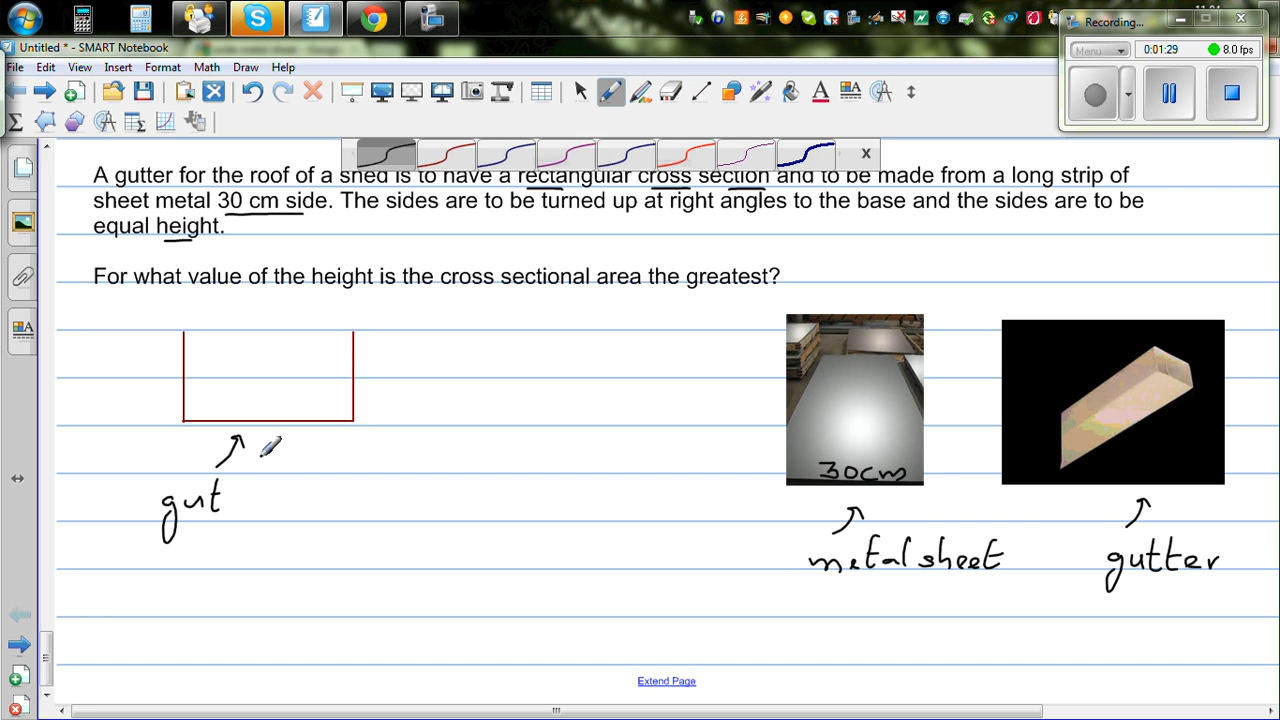 Untitled * - SMART Notebook
Recording...
File Edit View Insert Format Math Draw Help
Menu
0:01:29
8.0 fps
A gutter for the roof of a shed is to have a rectangular cross section and to be made from a long strip of
sheet metal 30 cm side. The sides are to be turned up at right angles to the base and the sides are to be
equal height.
For what value of the height is the cross sectional area the greatest?
30cm
gut
metal sheet
gutter
Extend Page